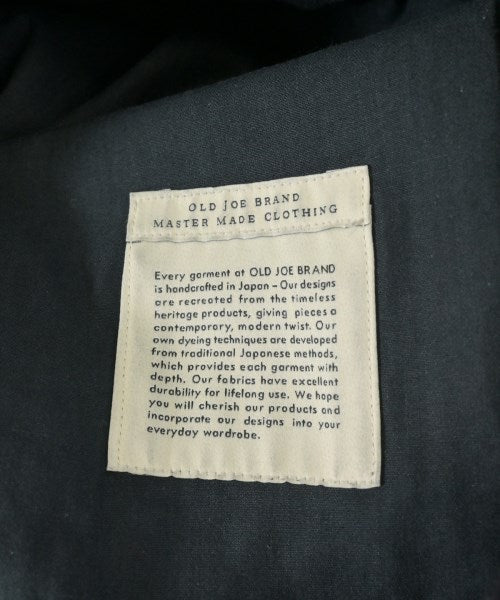 OLD JOE BRAND
MASTER MADE CLOTHING
Every garment at OLD JOE BRAND
is handcrafted in Japan – Our designs
are recreated from the timeless
heritage products, giving pieces a
contemporary, modern twist. Our
own dyeing techniques are developed
from traditional Japanese methods,
which provides each garment with
depth. Our fabrics have excellent
durability for lifelong use. We hope
you will cherish our products and
incorporate our designs into your
everyday wardrobe.